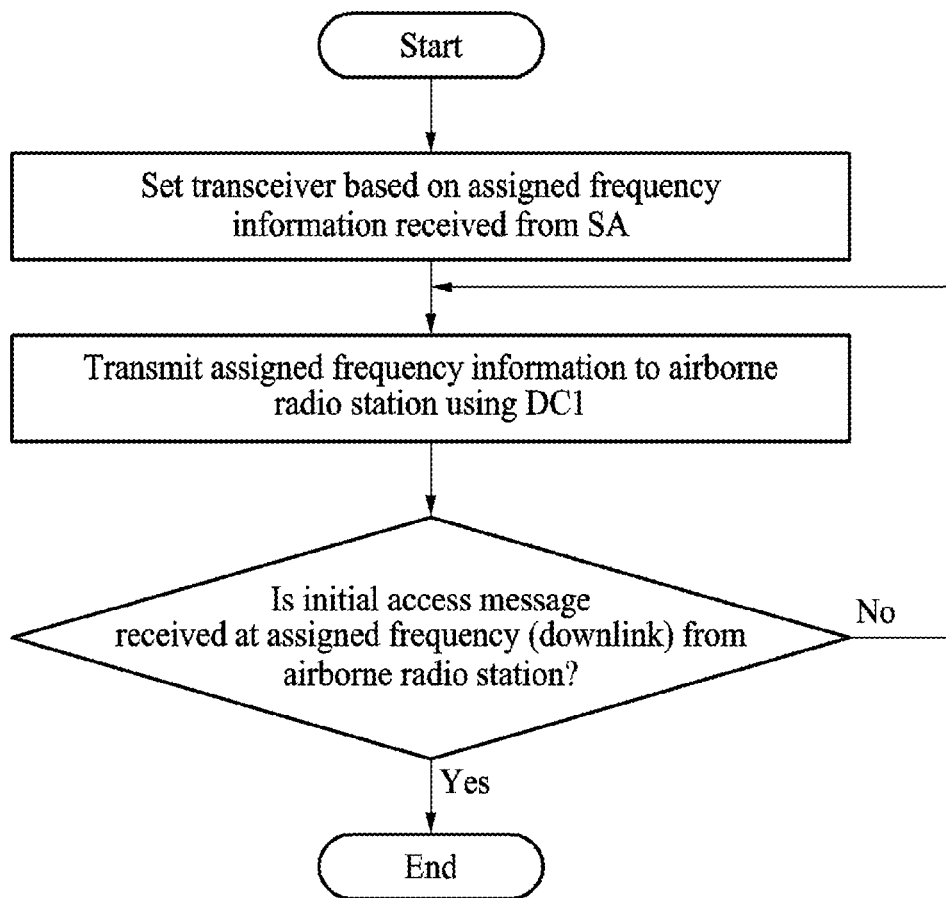 Start
Set transceiver based on assigned frequency
information received from SA
Transmit assigned frequency information to airborne
radio station using DC1
Is initial access message
received at assigned frequency (downlink) from
airborne radio station?
No
Yes
End